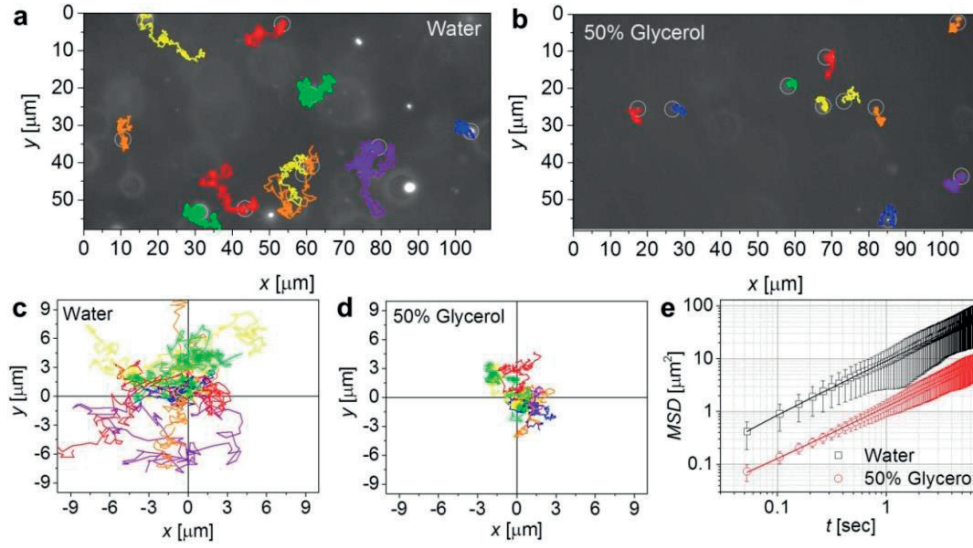 a
Water
y [µm]
0
10
20
30
40
50
0 10 20 30 40 50 60 70 80 90 100
x [µm]
b
50% Glycerol
y [µm]
0
10
20
30
40
50
0 10 20 30 40 50 60 70 80 90 100
x [µm]
c
Water
y [µm]
9
6
3
0
-3
-6
-9
-9 -6 -3 0 3 6 9
x [µm]
d
50% Glycerol
y [µm]
9
6
3
0
-3
-6
-9
-9 -6 -3 0 3 6 9
x [µm]
e
MSD [µm²]
100
10
1
0.1
Water
50% Glycerol
0.1 1
t [sec]